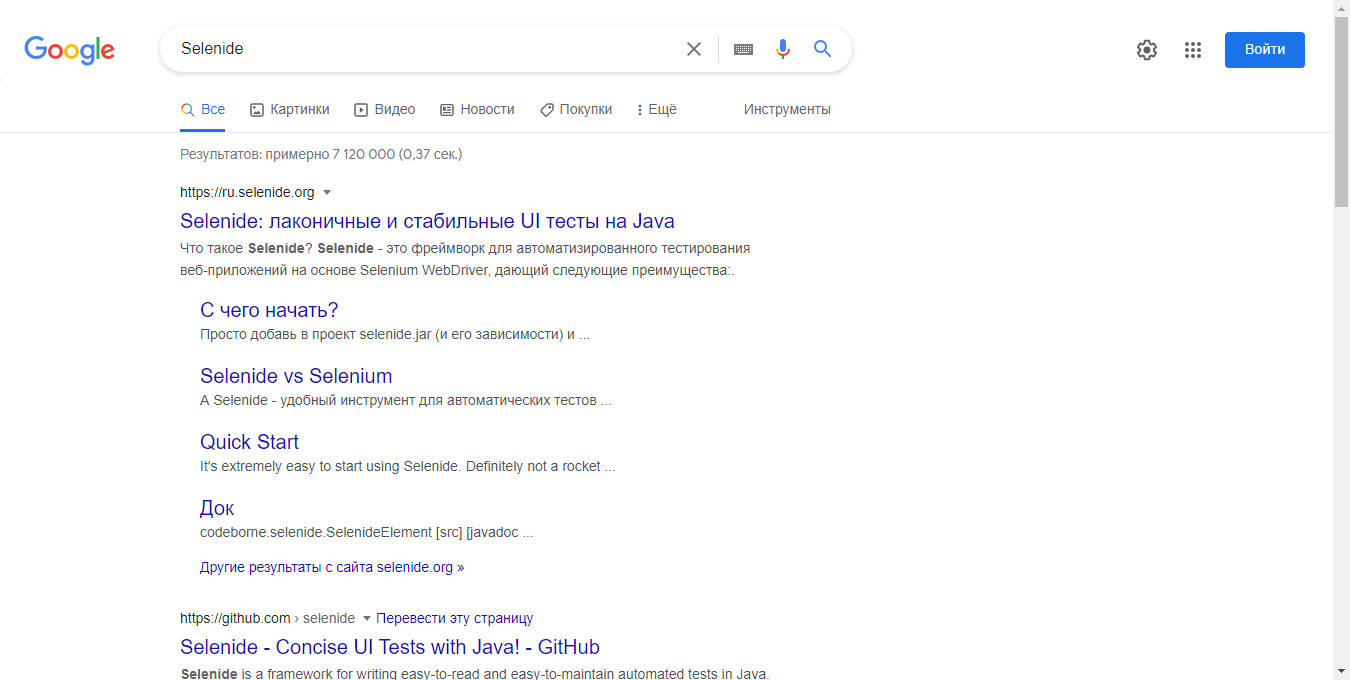 Google
Selenide
Войти
Все Картинки Видео Новости Покупки Ещё Инструменты
Результатов: примерно 7 120 000 (0,37 сек.)
https://ru.selenide.org
Selenide: лаконичные и стабильные UI тесты на Java
Что такое Selenide? Selenide - это фреймворк для автоматизированного тестирования
веб-приложений на основе Selenium WebDriver, дающий следующие преимущества:.
С чего начать?
Просто добавь в проект selenide.jar (и его зависимости) и ...
Selenide vs Selenium
А Selenide - удобный инструмент для автоматических тестов ...
Quick Start
It's extremely easy to start using Selenide. Definitely not a rocket ...
Док
codeborne.selenide.SelenideElement [src] [javadoc ...
Другие результаты с сайта selenide.org »
https://github.com › selenide Перевести эту страницу
Selenide - Concise UI Tests with Java! - GitHub
Selenide is a framework for writing easy-to-read and easy-to-maintain automated tests in Java.